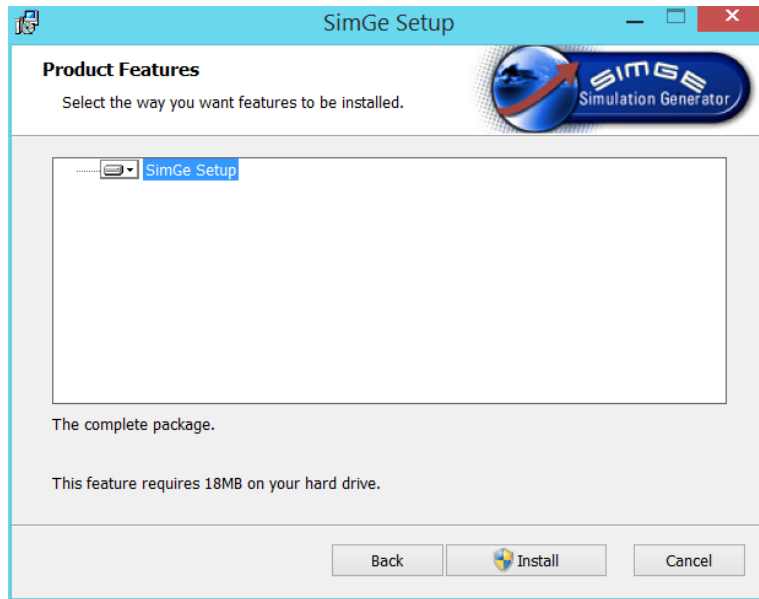 SimGe Setup
Product Features
Select the way you want features to be installed.
SIMGE
Simulation Generator
SimGe Setup
The complete package.
This feature requires 18MB on your hard drive.
Back
Install
Cancel